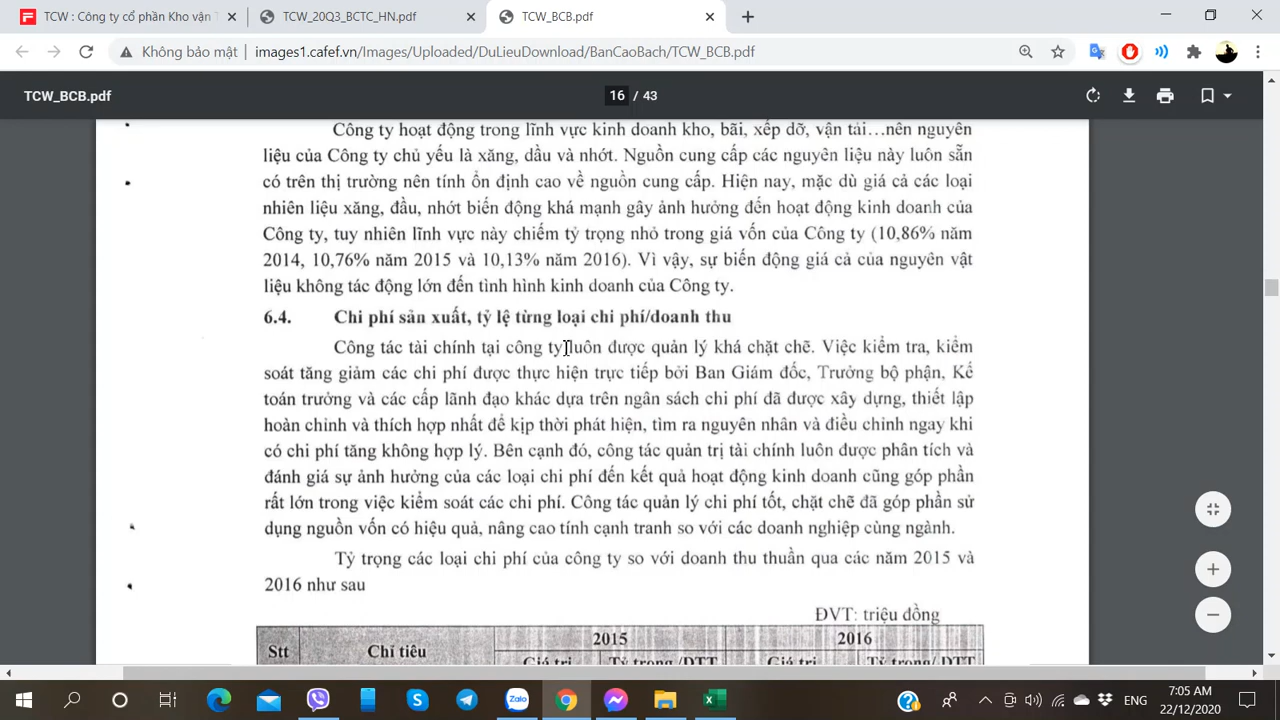 TCW : Công ty cổ phần Kho vận T
TCW_20Q3_BCTC_HN.pdf
TCW_BCB.pdf
Không bảo mật
images1.cafef.vn/Images/Uploaded/DuLieuDownload/BanCaoBach/TCW_BCB.pdf
TCW_BCB.pdf
16 / 43
Công ty hoạt động trong lĩnh vực kinh doanh kho, bãi, xếp dỡ, vận tải…nên nguyên
liệu của Công ty chủ yếu là xăng, dầu và nhớt. Nguồn cung cấp các nguyên liệu này luôn sẵn
có trên thị trường nên tính ổn định cao về nguồn cung cấp. Hiện nay, mặc dù giá cả các loại
nhiên liệu xăng, dầu, nhớt biến động khá mạnh gây ảnh hưởng đến hoạt động kinh doanh của
Công ty, tuy nhiên lĩnh vực này chiếm tỷ trọng nhỏ trong giá vốn của Công ty (10,86% năm
2014, 10,76% năm 2015 và 10,13% năm 2016). Vì vậy, sự biến động giá cả của nguyên vật
liệu không tác động lớn đến tình hình kinh doanh của Công ty.
6.4. Chi phí sản xuất, tỷ lệ từng loại chi phí/doanh thu
Công tác tài chính tại công ty luôn được quản lý khá chặt chẽ. Việc kiểm tra, kiểm
soát tăng giảm các chi phí được thực hiện trực tiếp bởi Ban Giám đốc, Trưởng bộ phận, Kế
toán trưởng và các cấp lãnh đạo khác dựa trên ngân sách chi phí đã được xây dựng, thiết lập
hoàn chỉnh và thích hợp nhất để kịp thời phát hiện, tìm ra nguyên nhân và điều chỉnh ngay khi
có chi phí tăng không hợp lý. Bên cạnh đó, công tác quản trị tài chính luôn được phân tích và
đánh giá sự ảnh hưởng của các loại chi phí đến kết quả hoạt động kinh doanh cũng góp phần
rất lớn trong việc kiểm soát các chi phí. Công tác quản lý chi phí tốt, chặt chẽ đã góp phần sử
dụng nguồn vốn có hiệu quả, nâng cao tính cạnh tranh so với các doanh nghiệp cùng ngành.
Tỷ trọng các loại chi phí của công ty so với doanh thu thuần qua các năm 2015 và
2016 như sau
ĐVT: triệu đồng
Stt Chỉ tiêu 2015 2016
Giá trị Tỷ trọng /DTT Giá trị Tỷ trọng/ DTT
Zalo
ENG
7:05 AM
22/12/2020